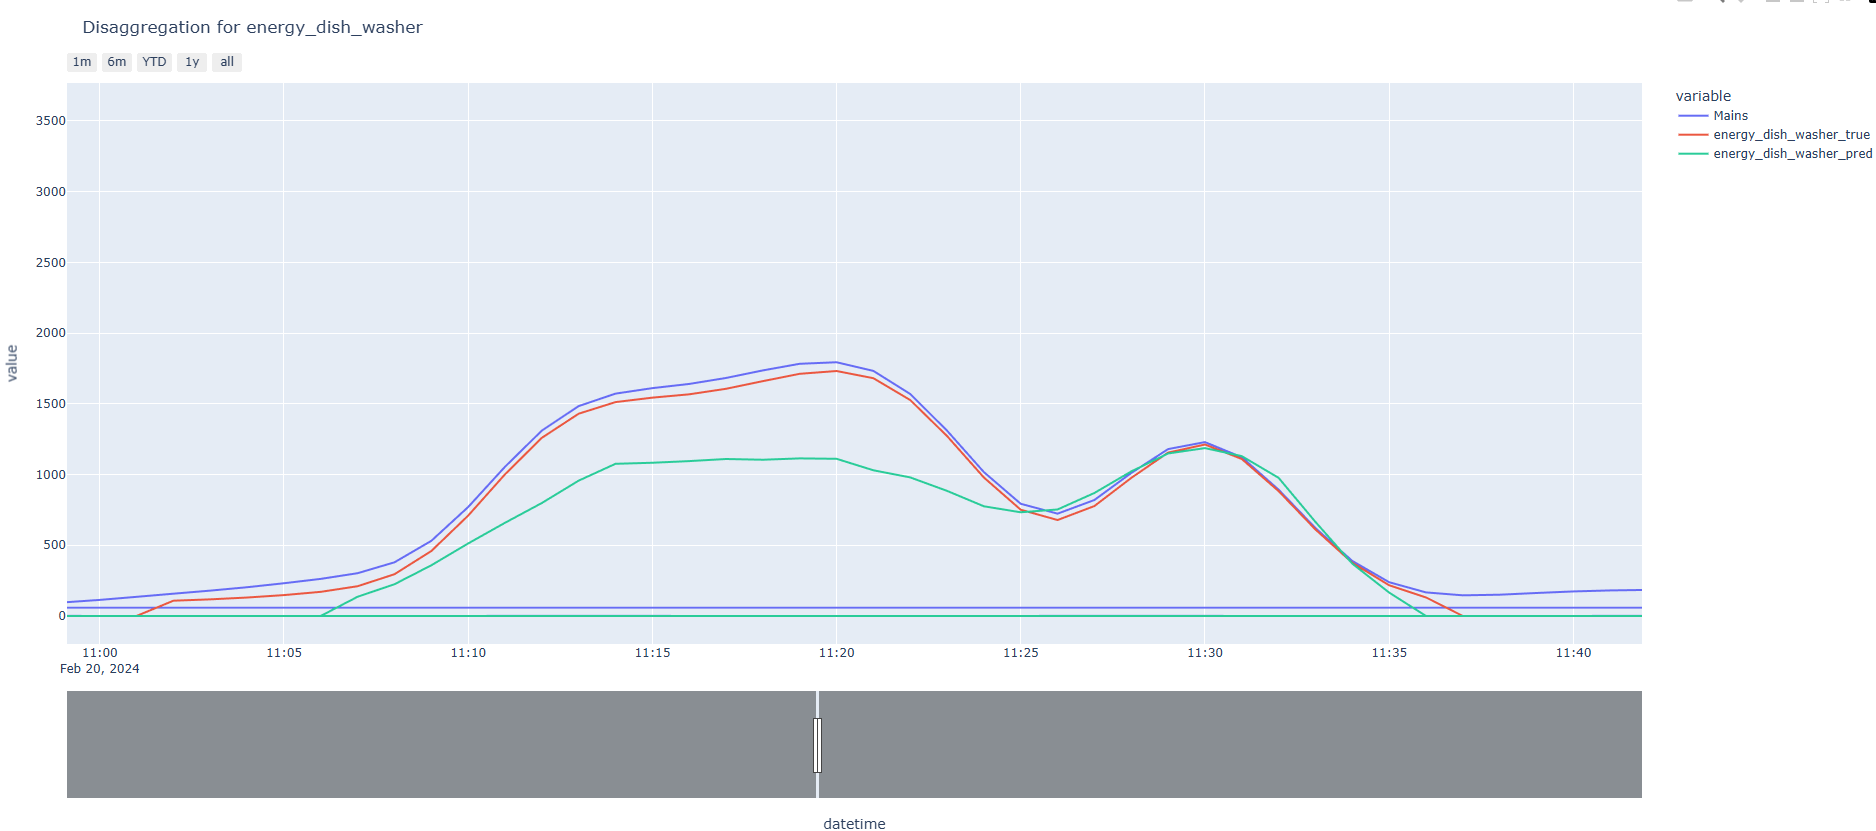 Disaggregation for energy_dish_washer
1m 6m YTD 1y all
variable
Mains
energy_dish_washer_true
energy_dish_washer_pred
value
3500
3000
2500
2000
1500
1000
500
0
11:00 11:05 11:10 11:15 11:20 11:25 11:30 11:35 11:40
Feb 20, 2024
datetime